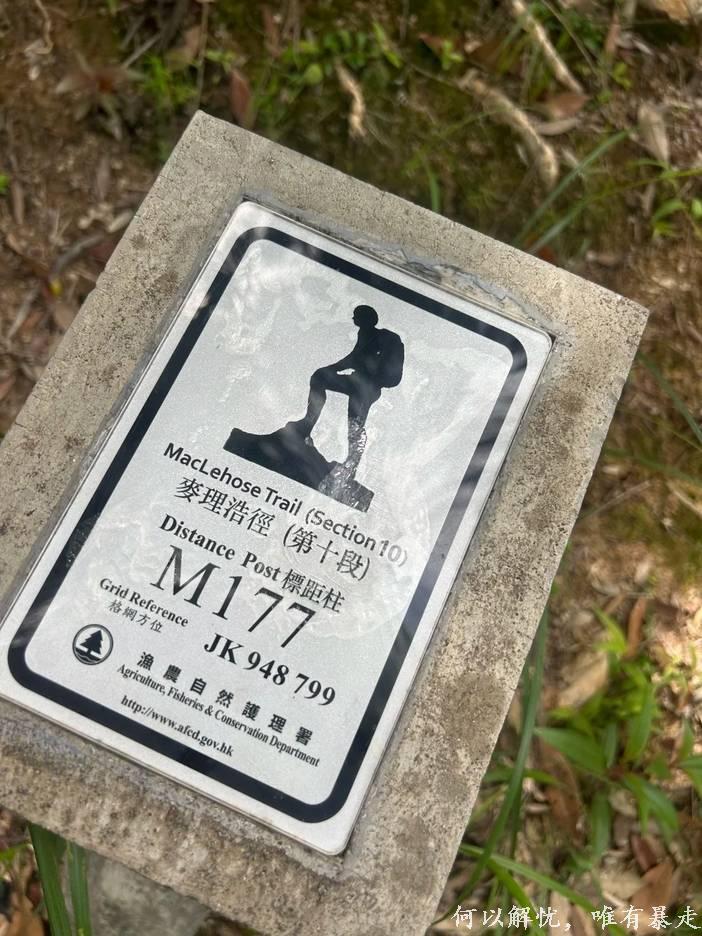 MacLehose Trail (Section 10)
麥理浩徑 (第十段)
Distance Post 標距柱
M177
Grid Reference
格網方位
JK 948 799
漁農自然護理署
Agriculture, Fisheries & Conservation Department
http://www.afcd.gov.hk
何以解忧，唯有暴走